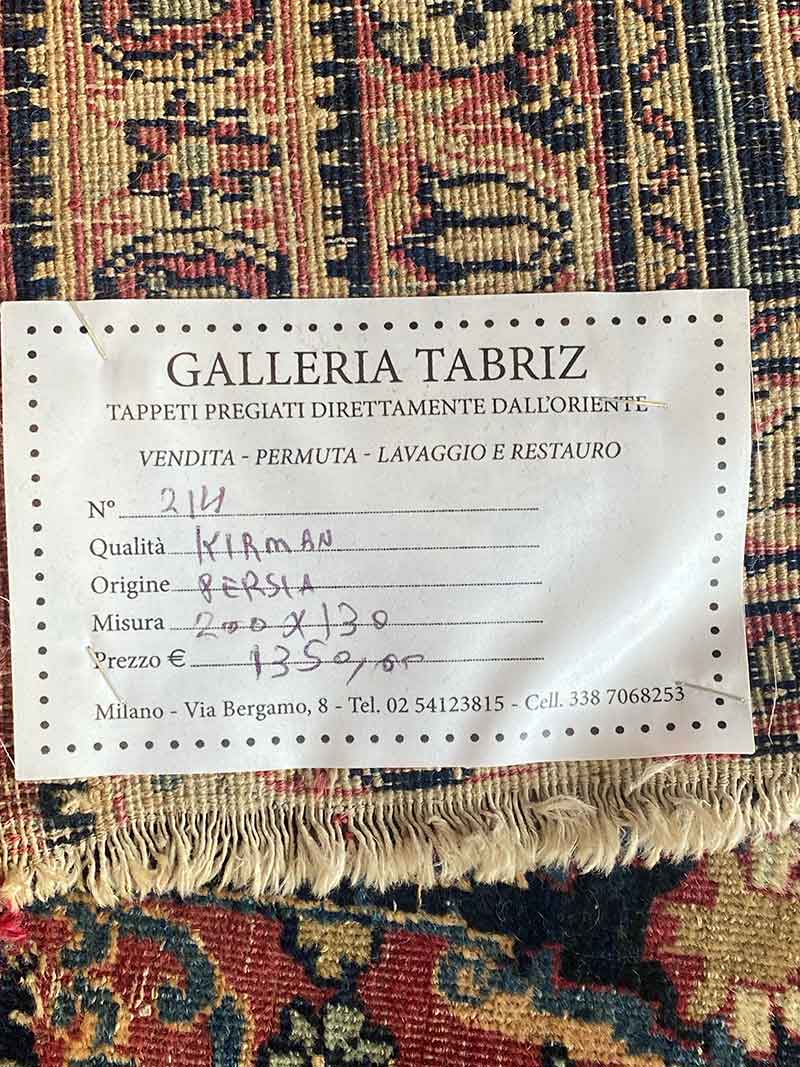 GALLERIA TABRIZ
TAPPETI PREGIATI DIRETTAMENTE DALL'ORIENTE
VENDITA - PERMUTA - LAVAGGIO E RESTAURO
N° 214
Qualità KIRMAN
Origine PERSIA
Misura 200 X 130
Prezzo € 1350,00
Milano - Via Bergamo, 8 - Tel. 02 54123815 - Cell. 338 7068253